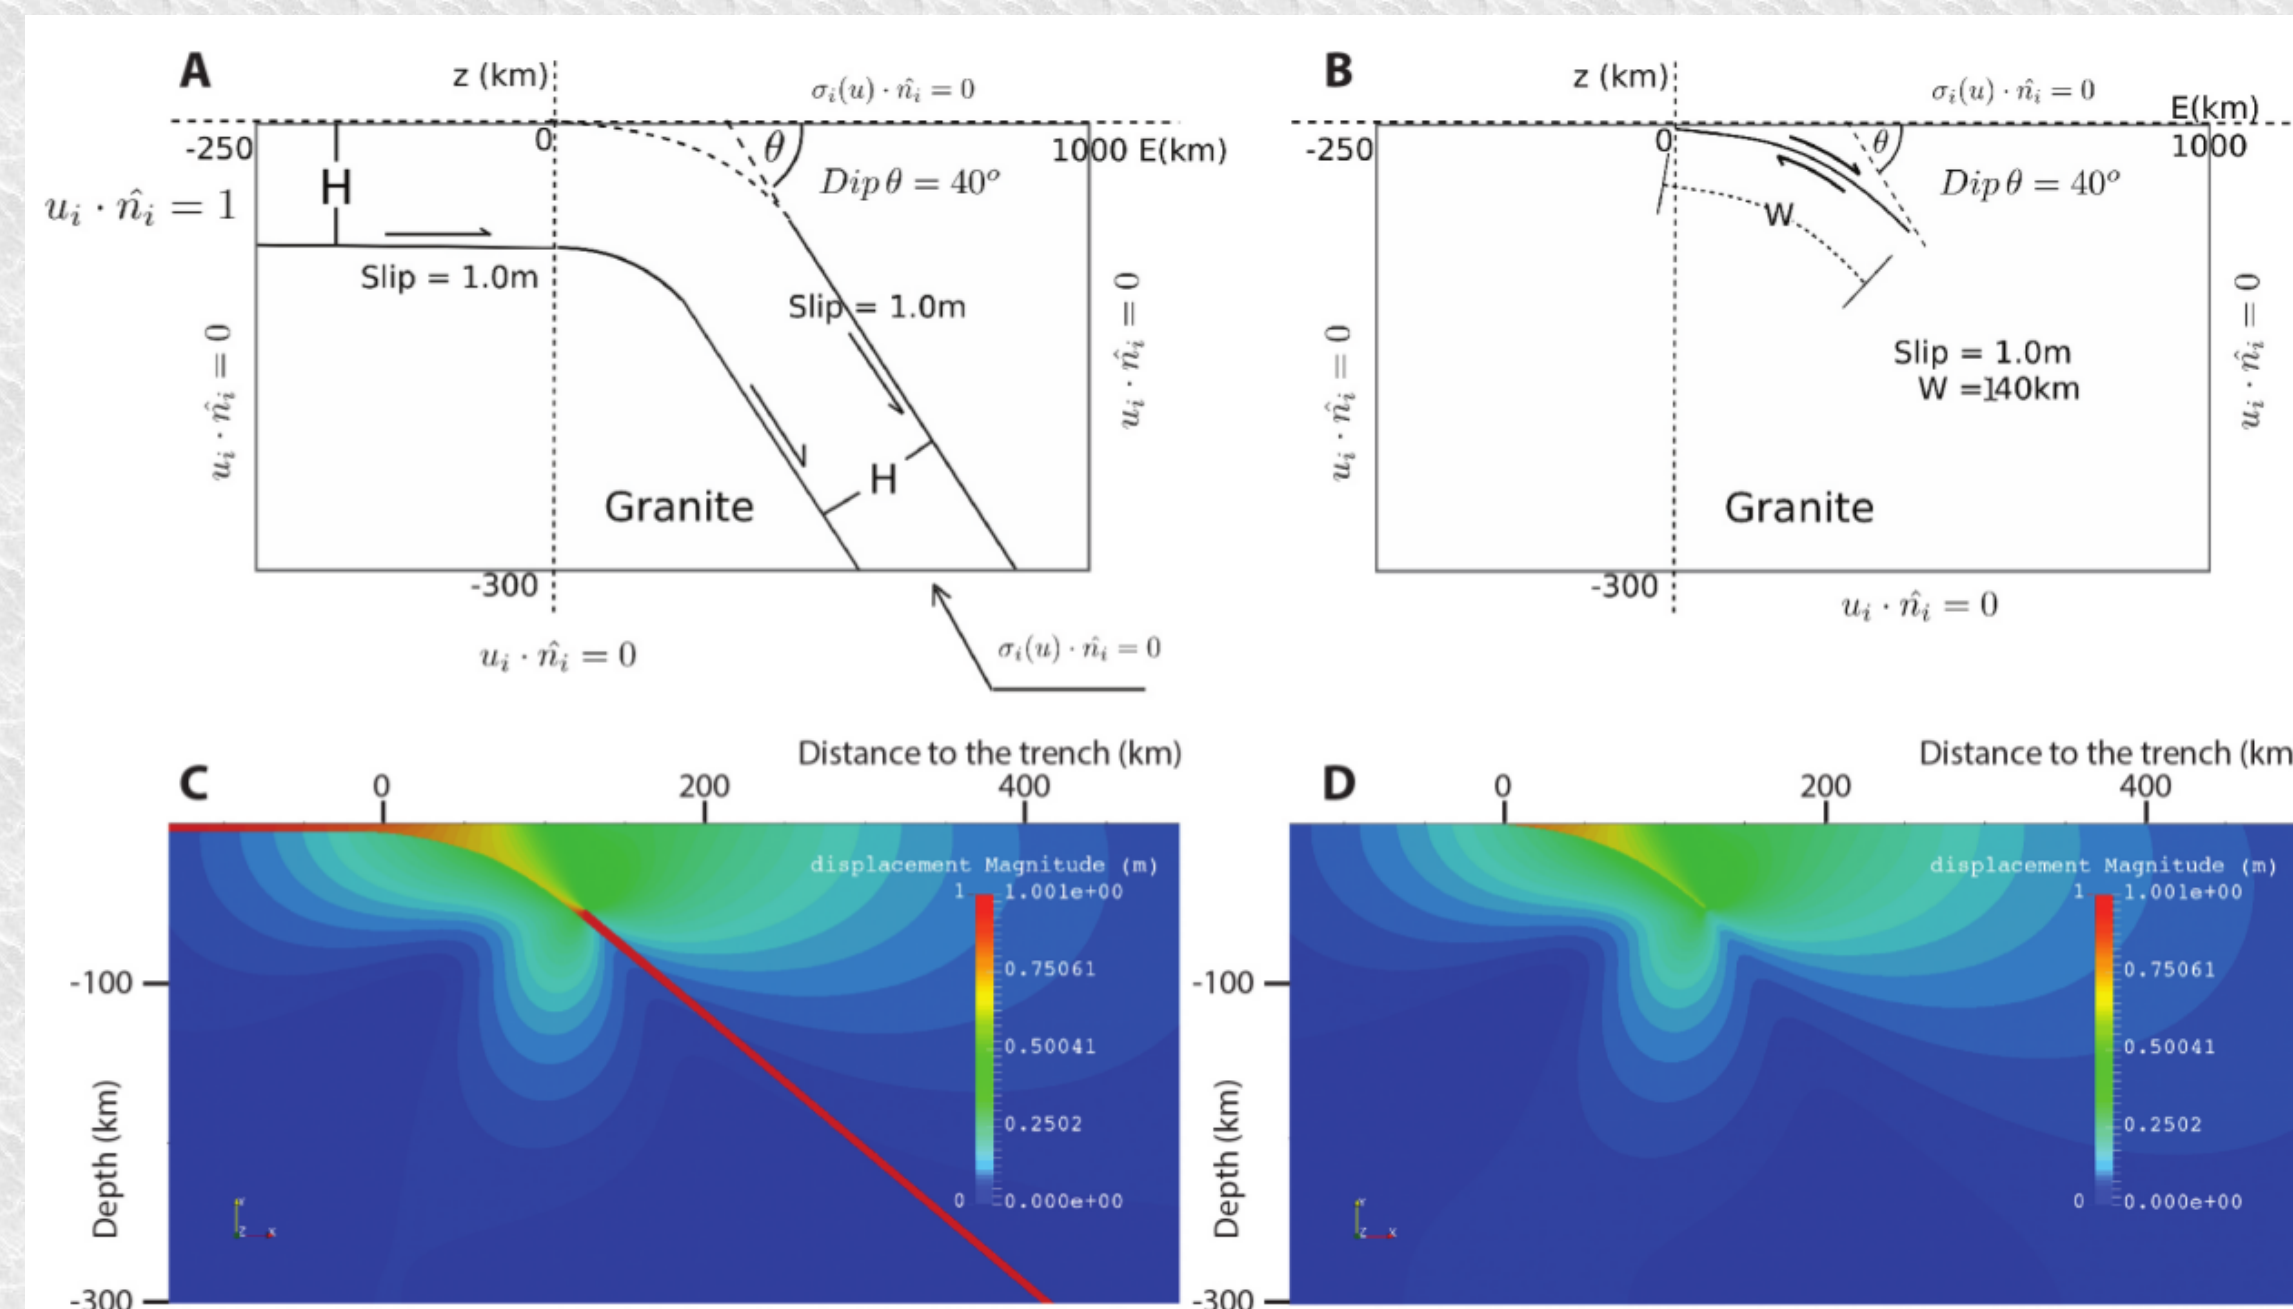 A
z (km)
σᵢ(u) · n̂ᵢ = 0
-250
0
1000 E(km)
θ
Dip θ = 40°
H
uᵢ · n̂ᵢ = 1
Slip = 1.0m
Slip = 1.0m
uᵢ · n̂ᵢ = 0
uᵢ · n̂ᵢ = 0
H
Granite
-300
uᵢ · n̂ᵢ = 0
σᵢ(u) · n̂ᵢ = 0
B
z (km)
σᵢ(u) · n̂ᵢ = 0
E(km)
-250
0
1000
θ
Dip θ = 40°
W
uᵢ · n̂ᵢ = 0
uᵢ · n̂ᵢ = 0
Slip = 1.0m
W =140km
Granite
-300
uᵢ · n̂ᵢ = 0
C
Distance to the trench (km)
0 200 400
displacement Magnitude (m)
1 1.001e+00
0.75061
0.50041
0.2502
0 0.000e+00
-100
Depth (km)
-300
Y
Z X
D
Distance to the trench (km
0 200 400
displacement Magnitude (m)
1 1.001e+00
0.75061
0.50041
0.2502
0 0.000e+00
-100
Depth (km)
-300
Y
Z X